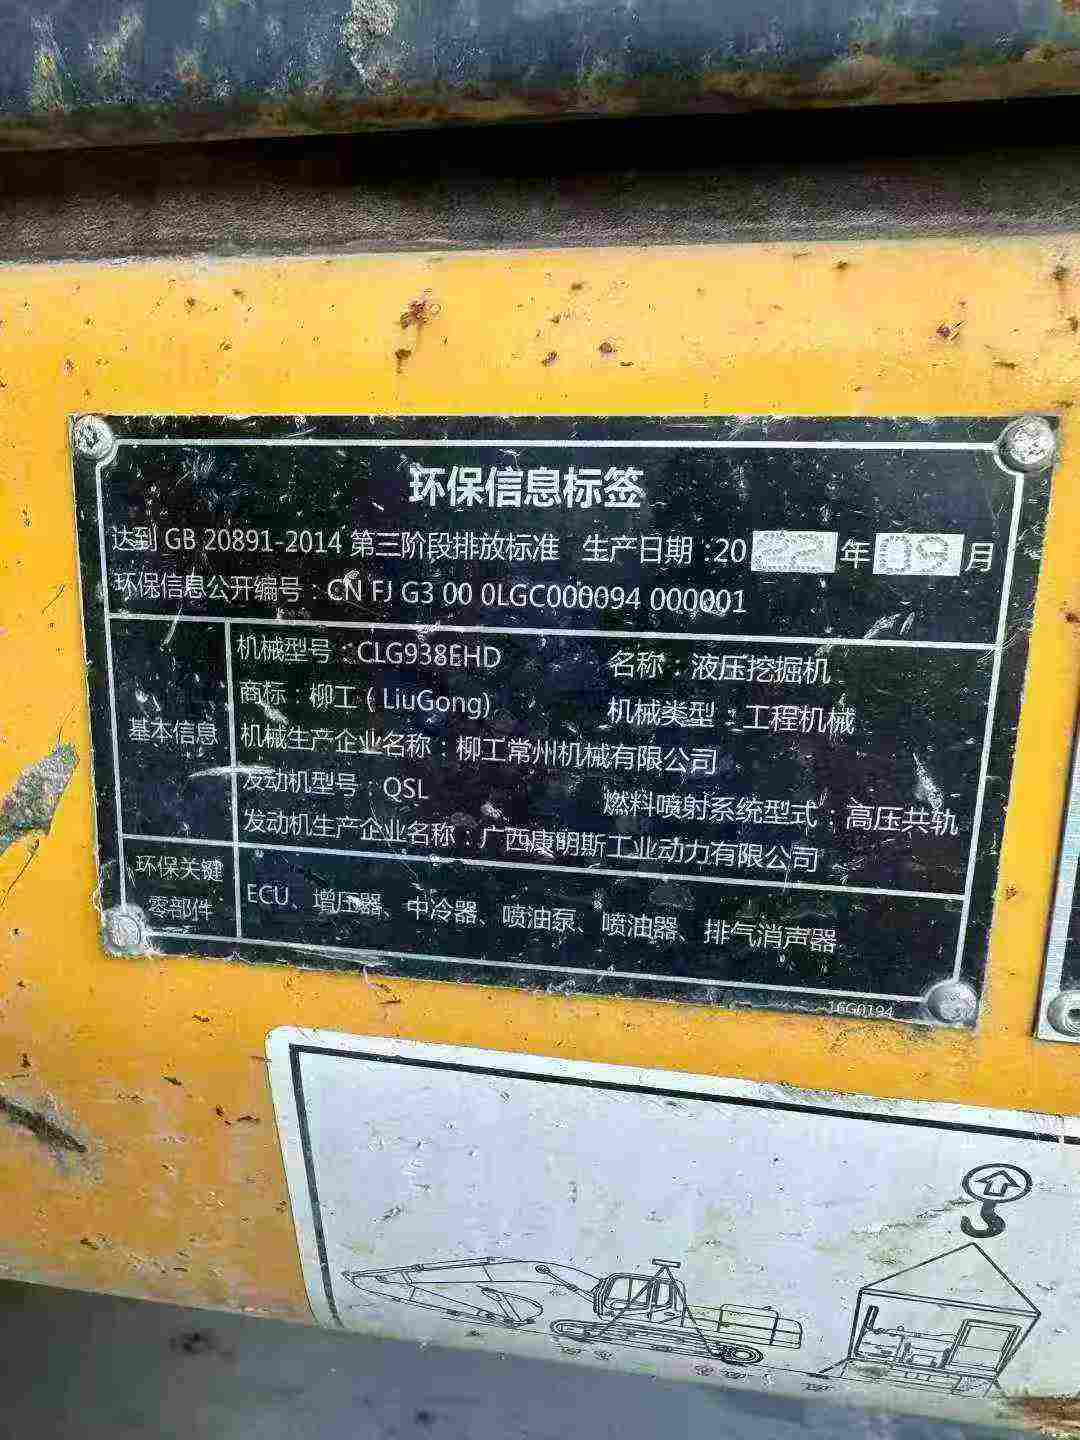 环保信息标签
达到 GB 20891-2014 第三阶段排放标准 生产日期:2022年09月
环保信息公开编号:CN FJ G3 00 0LGC000094 000001
基本信息
机械型号:CLG938EHD 名称:液压挖掘机
商标:柳工(LiuGong) 机械类型:工程机械
机械生产企业名称:柳工常州机械有限公司
发动机型号:QSL 燃料喷射系统型式:高压共轨
发动机生产企业名称:广西康明斯工业动力有限公司
环保关键
零部件
ECU、增压器、中冷器、喷油泵、喷油器、排气消声器
16G0194